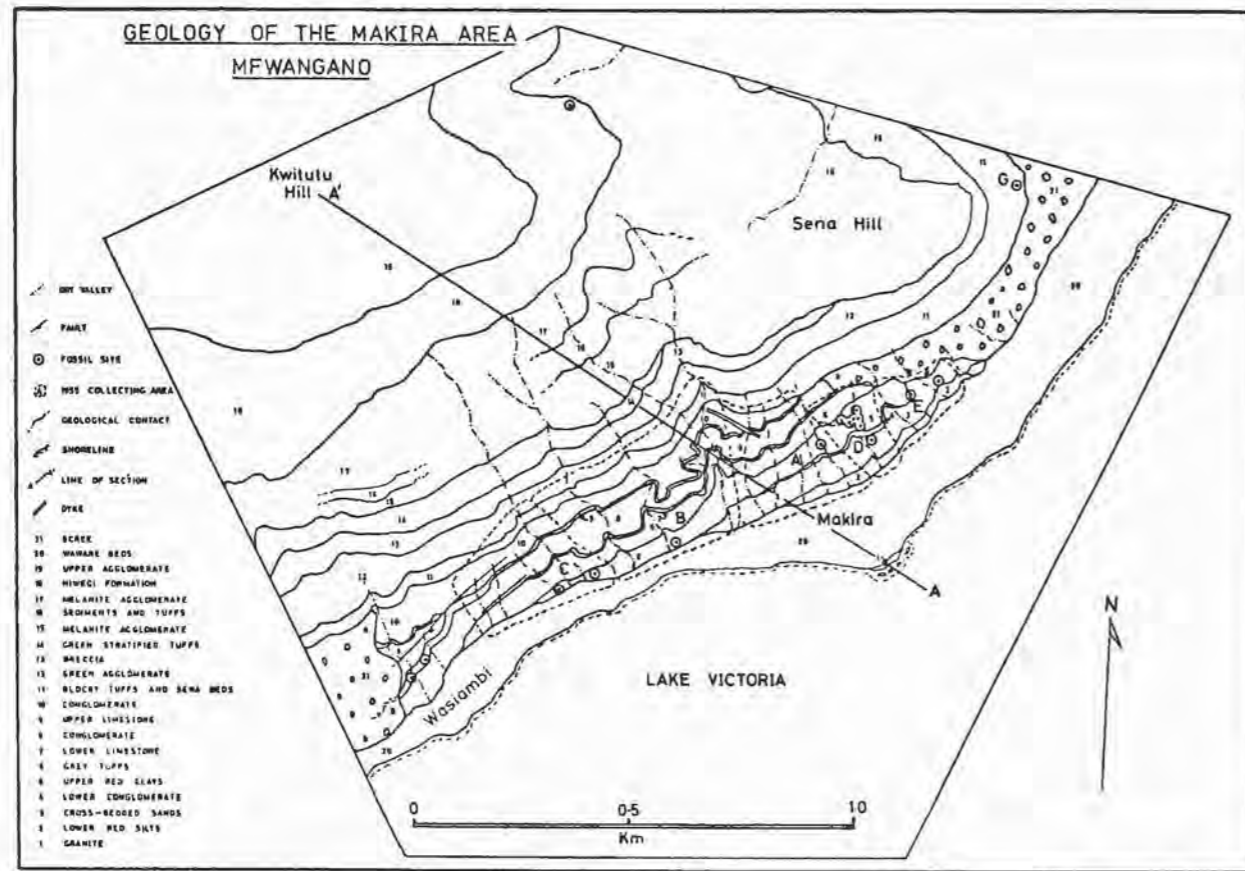 GEOLOGY OF THE MAKIRA AREA
MFWANGANO
Kwitutu
Hill A'
Sena Hill
G
E
D
A
B
C
Makira
A
Wasiambi
LAKE VICTORIA
N
DRY VALLEY
FAULT
FOSSIL SITE
1955 COLLECTING AREA
GEOLOGICAL CONTACT
SHORELINE
LINE OF SECTION
DYKE
21 SCREE
20 WAWARE BEDS
19 UPPER AGGLOMERATE
18 HIWEGI FORMATION
17 MELANITE AGGLOMERATE
16 SEDIMENTS AND TUFFS
15 MELANITE AGGLOMERATE
14 GREEN STRATIFIED TUFFS
BRECCIA
GREEN AGGLOMERATE
11 BLOCKY TUFFS AND SENA BEDS
10 CONGLOMERATE
9 UPPER LIMESTONE
8 CONGLOMERATE
7 LOWER LIMESTONE
6 GREY TUFFS
5 UPPER RED CLAYS
4 LOWER CONGLOMERATE
3 CROSS-BEDDED SANDS
2 LOWER RED SILTS
1 GRANITE
0 0·5 10
Km